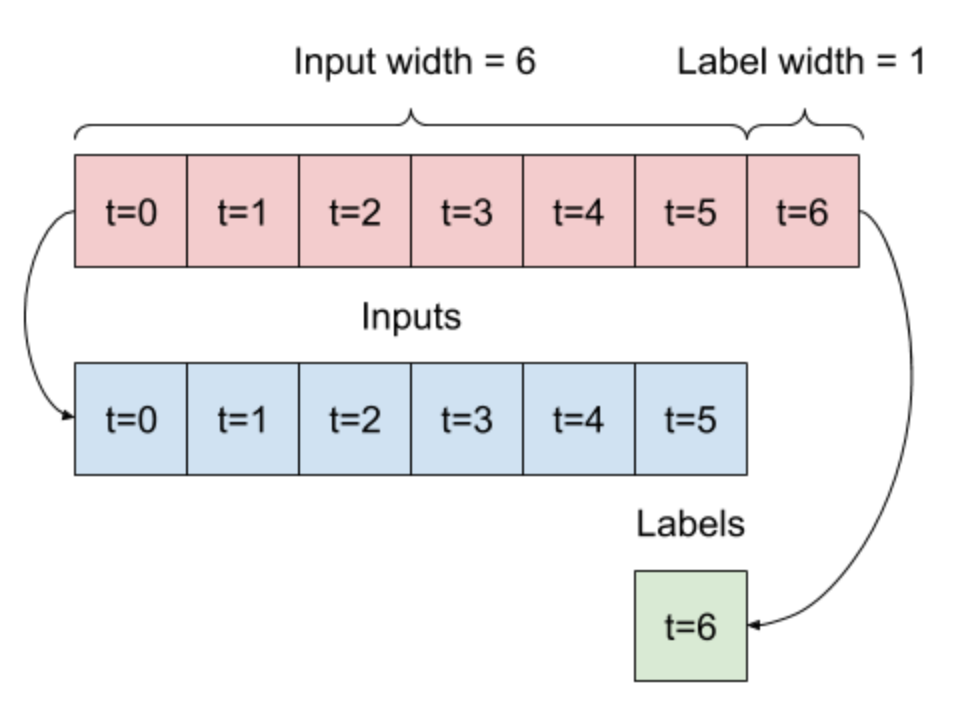 Input width = 6 Label width = 1
t=0 t=1 t=2 t=3 t=4 t=5 t=6
Inputs
t=0 t=1 t=2 t=3 t=4 t=5
Labels
t=6